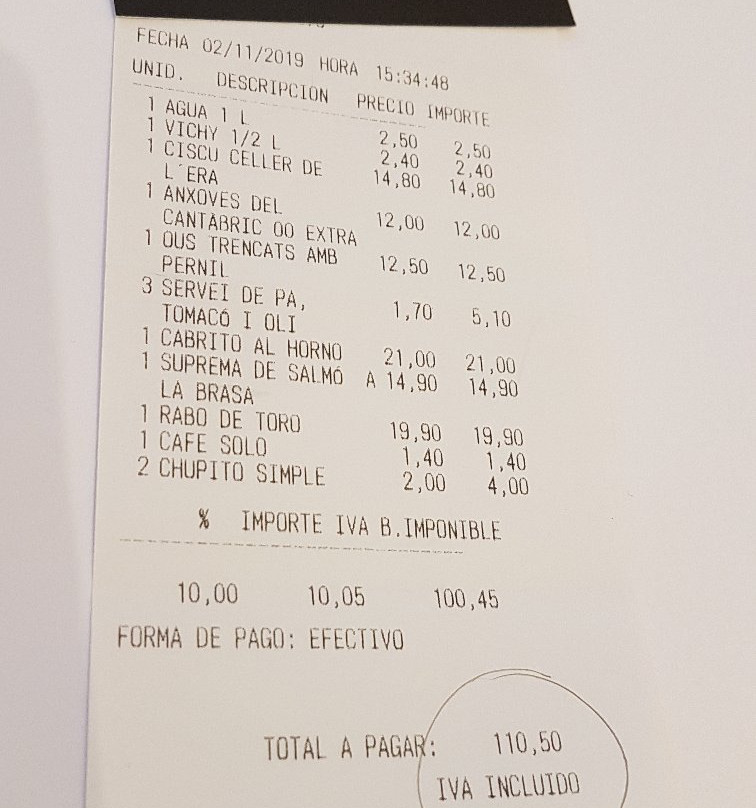 FECHA 02/11/2019 HORA 15:34:48
UNID. DESCRIPCION PRECIO IMPORTE
1 AGUA 1 L 2,50 2,50
1 VICHY 1/2 L 2,40 2,40
1 CISCU CELLER DE 14,80 14,80
L´ERA
1 ANXOVES DEL 12,00 12,00
CANTÀBRIC OO EXTRA
1 OUS TRENCATS AMB 12,50 12,50
PERNIL
3 SERVEI DE PA, 1,70 5,10
TOMACÓ I OLI
1 CABRITO AL HORNO 21,00 21,00
1 SUPREMA DE SALMÓ A 14,90 14,90
LA BRASA
1 RABO DE TORO 19,90 19,90
1 CAFE SOLO 1,40 1,40
2 CHUPITO SIMPLE 2,00 4,00
% IMPORTE IVA B.IMPONIBLE
10,00 10,05 100,45
FORMA DE PAGO: EFECTIVO
TOTAL A PAGAR: 110,50
IVA INCLUIDO